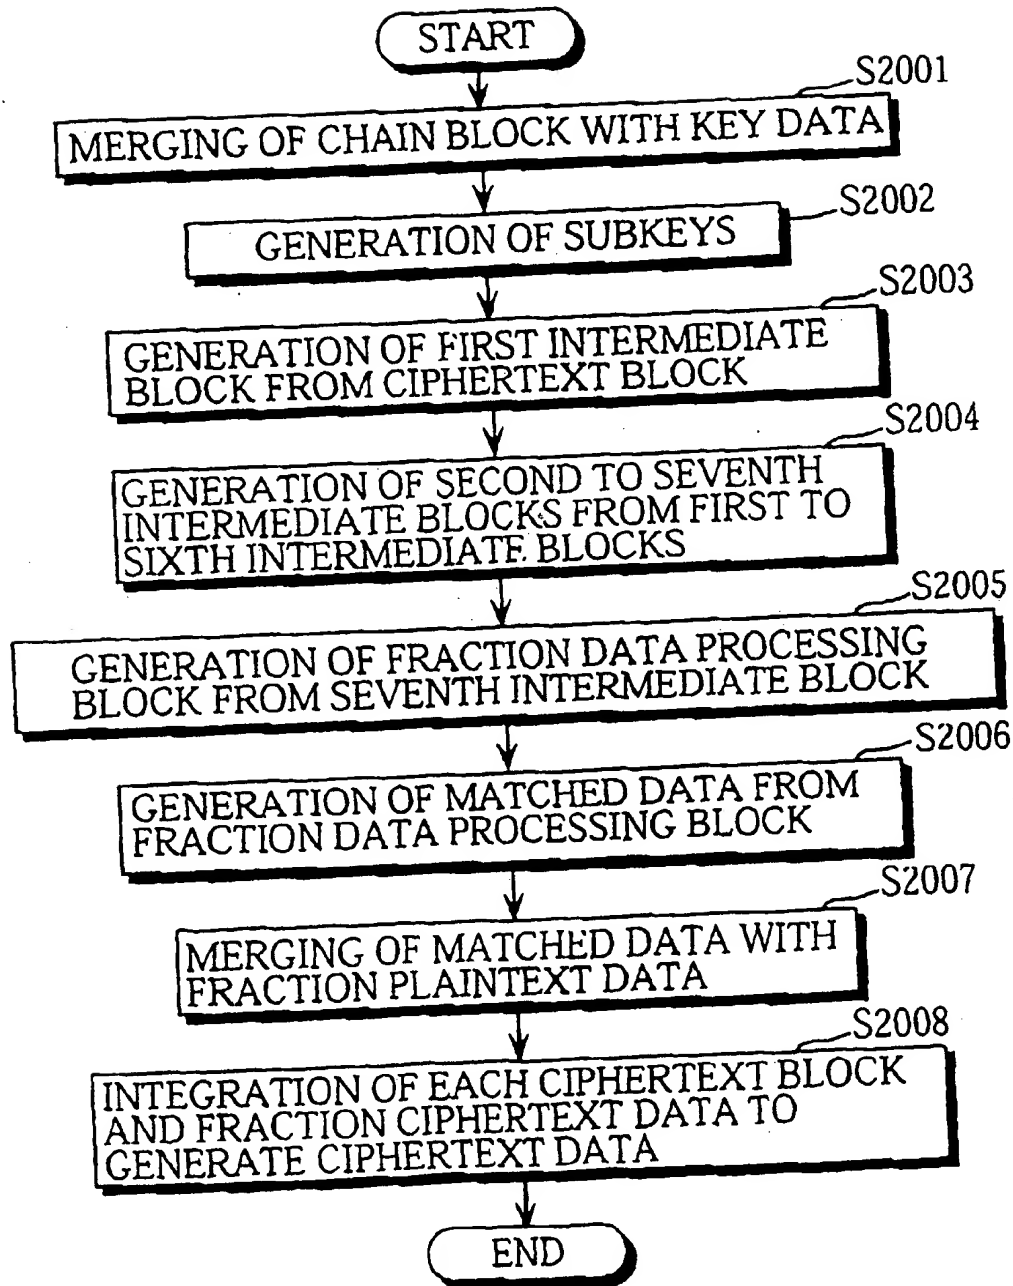 START
S2001
MERGING OF CHAIN BLOCK WITH KEY DATA
S2002
GENERATION OF SUBKEYS
S2003
GENERATION OF FIRST INTERMEDIATE
BLOCK FROM CIPHERTEXT BLOCK
S2004
GENERATION OF SECOND TO SEVENTH
INTERMEDIATE BLOCKS FROM FIRST TO
SIXTH INTERMEDIATE BLOCKS
S2005
GENERATION OF FRACTION DATA PROCESSING
BLOCK FROM SEVENTH INTERMEDIATE BLOCK
S2006
GENERATION OF MATCHED DATA FROM
FRACTION DATA PROCESSING BLOCK
S2007
MERGING OF MATCHED DATA WITH
FRACTION PLAINTEXT DATA
S2008
INTEGRATION OF EACH CIPHERTEXT BLOCK
AND FRACTION CIPHERTEXT DATA TO
GENERATE CIPHERTEXT DATA
END